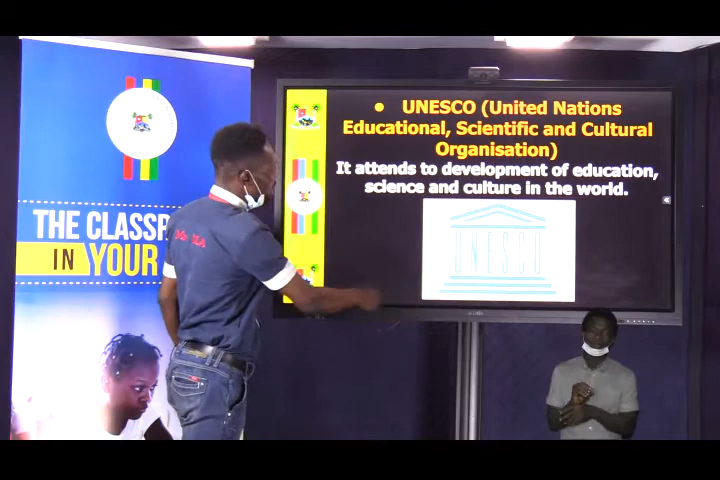 ● UNESCO (United Nations
Educational, Scientific and Cultural
Organisation)
It attends to development of education,
science and culture in the world.
UNESCO
THE CLASSR
IN YOUR